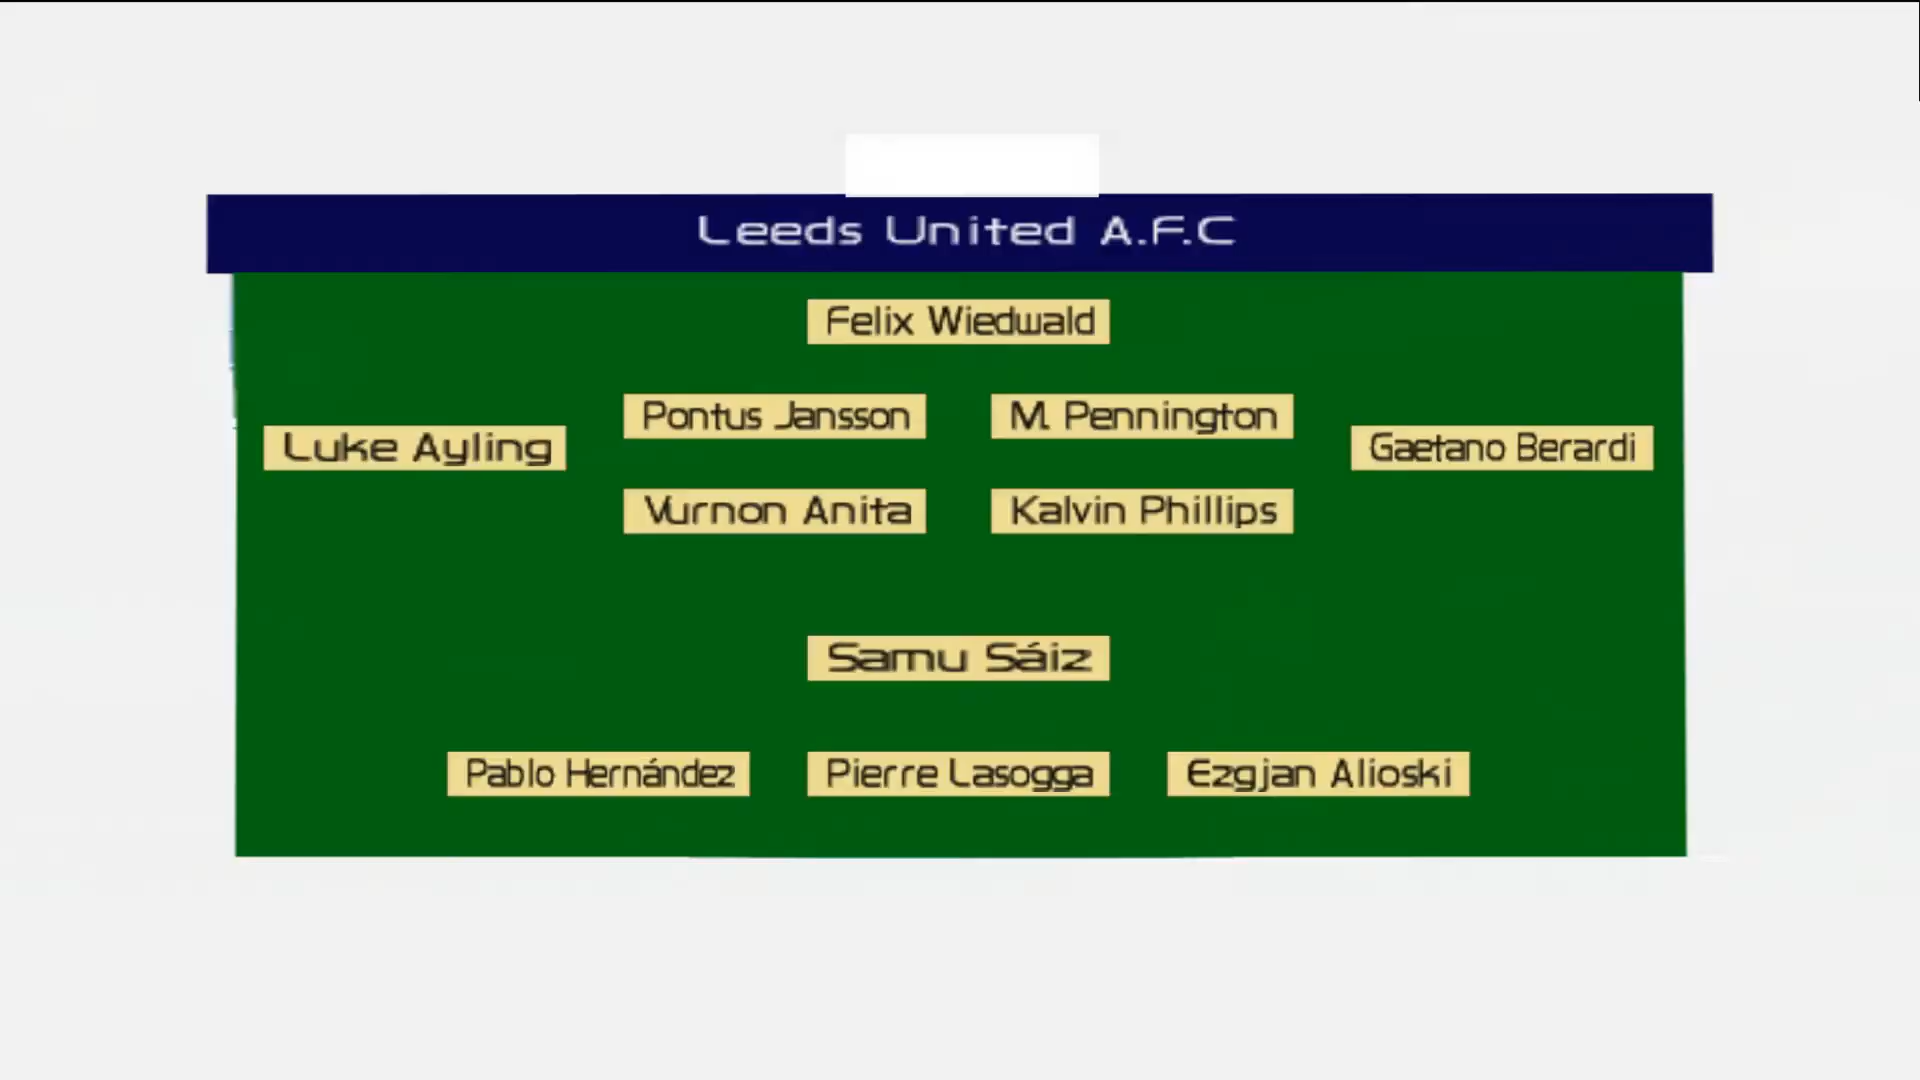 Leeds United A.F.C
Felix Wiedwald
Pontus Jansson
M. Pennington
Luke Ayling
Gaetano Berardi
Vurnon Anita
Kalvin Phillips
Samu Sáiz
Pablo Hernández
Pierre Lasogga
Ezgjan Alioski